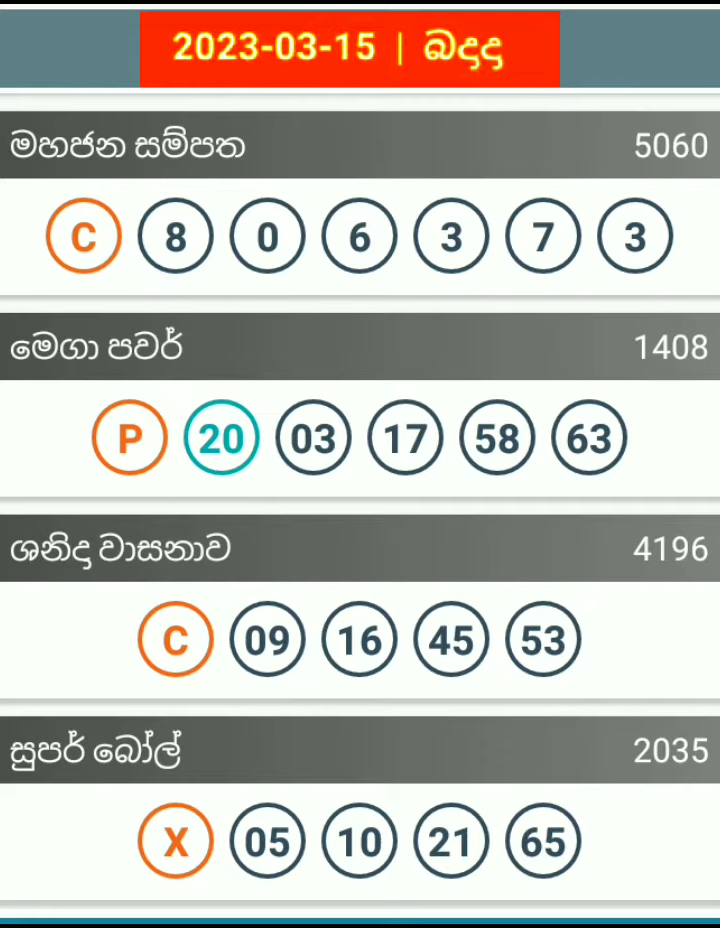 2023-03-15 | බදාදා
මහජන සම්පත 5060
C 8 0 6 3 7 3
මෙගා පවර් 1408
P 20 03 17 58 63
ශනිදා වාසනාව 4196
C 09 16 45 53
සුපර් බෝල් 2035
X 05 10 21 65